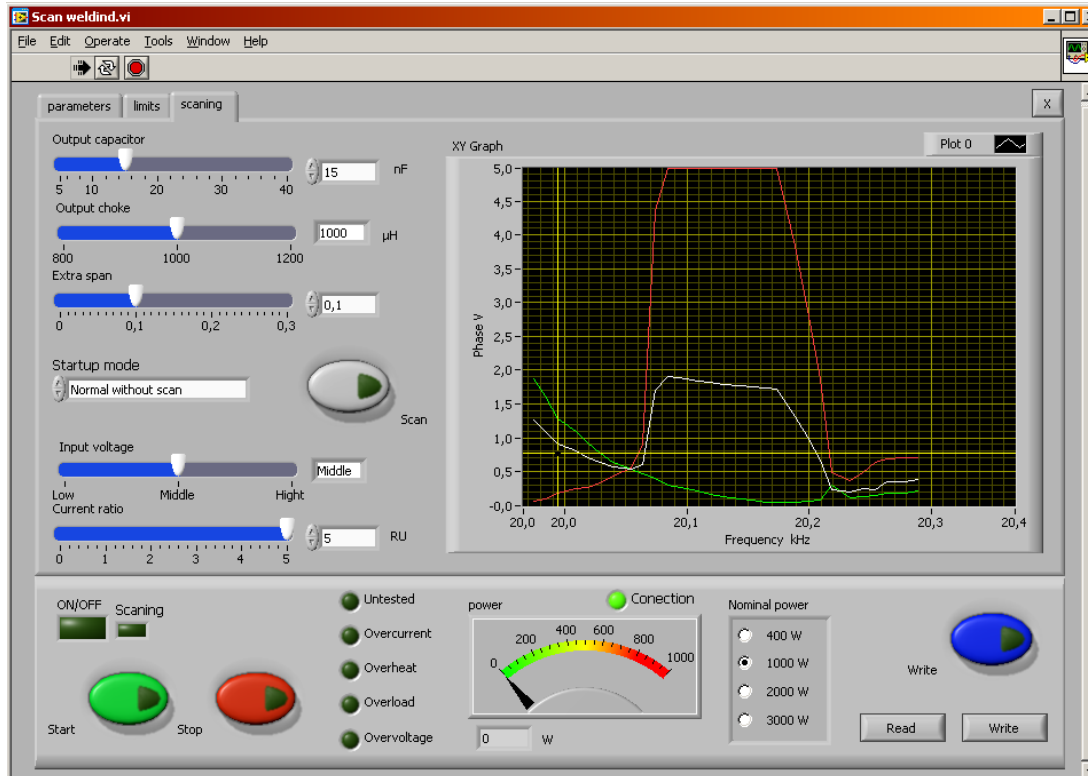 Scan weldind.vi
File Edit Operate Tools Window Help
parameters limits scaning X
Output capacitor
15 nF
5 10 20 30 40
Output choke
1000 µH
800 1000 1200
Extra span
0,1
0 0,1 0,2 0,3
Startup mode
Normal without scan
Scan
Input voltage
Middle
Low Middle Hight
Current ratio
5 RU
0 1 2 3 4 5
XY Graph
Plot 0
5,0
4,5
4,0
3,5
3,0
2,5
2,0
1,5
1,0
0,5
-0,0
Phase V
20,0 20,0 20,1 20,2 20,3 20,4
Frequency kHz
ON/OFF Scaning
Start Stop
Untested
Overcurrent
Overheat
Overload
Overvoltage
power
Conection
0 200 400 600 800 1000
0 W
Nominal power
400 W
1000 W
2000 W
3000 W
Write
Read Write